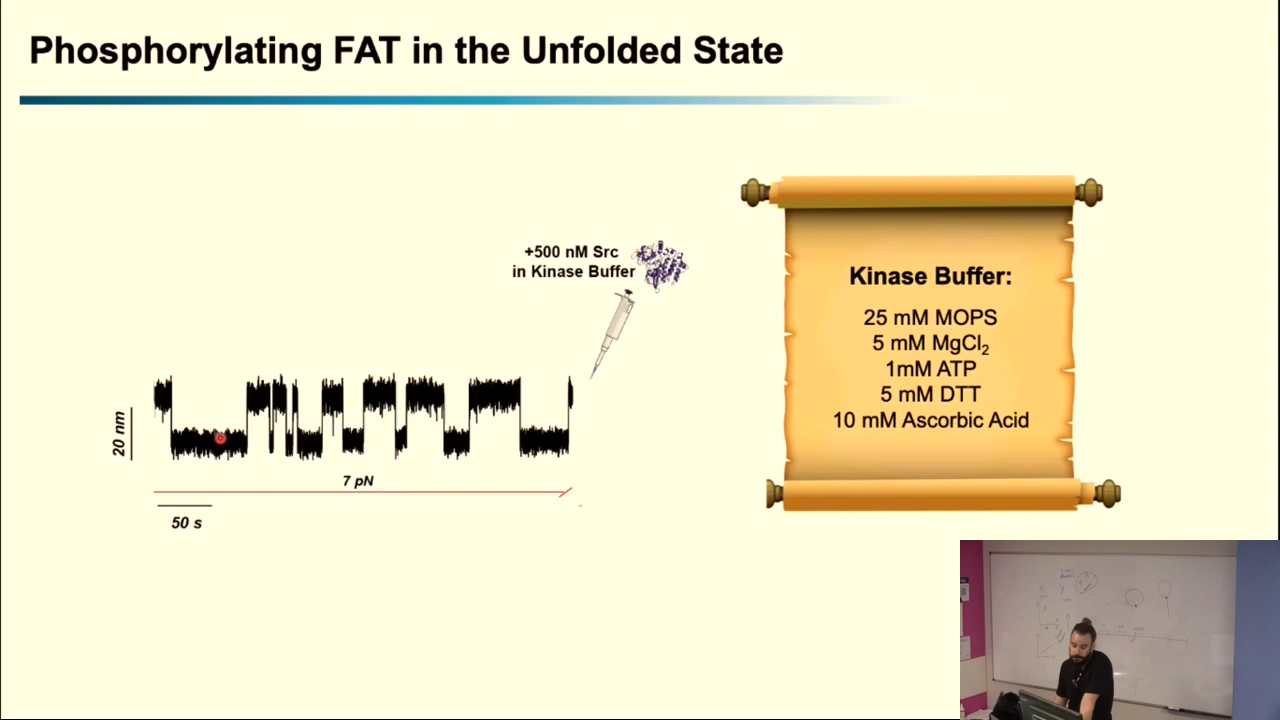 Phosphorylating FAT in the Unfolded State
+500 nM Src
in Kinase Buffer
20 nm
7 pN
50 s
Kinase Buffer:
25 mM MOPS
5 mM MgCl₂
1mM ATP
5 mM DTT
10 mM Ascorbic Acid